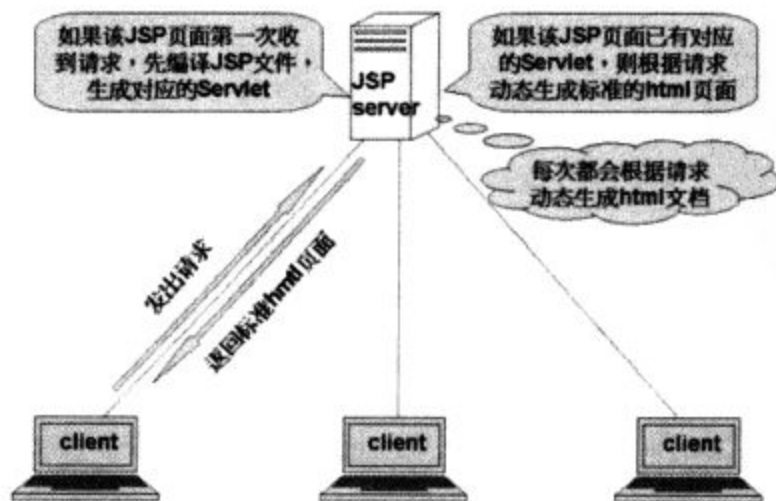 如果该JSP页面第一次收
到请求，先编译JSP文件，
生成对应的Servlet
JSP
server
如果该JSP页面已有对应
的Servlet，则根据请求
动态生成标准的html页面
每次都会根据请求
动态生成html文档
发出请求
返回标准hmtl页面
client
client
client